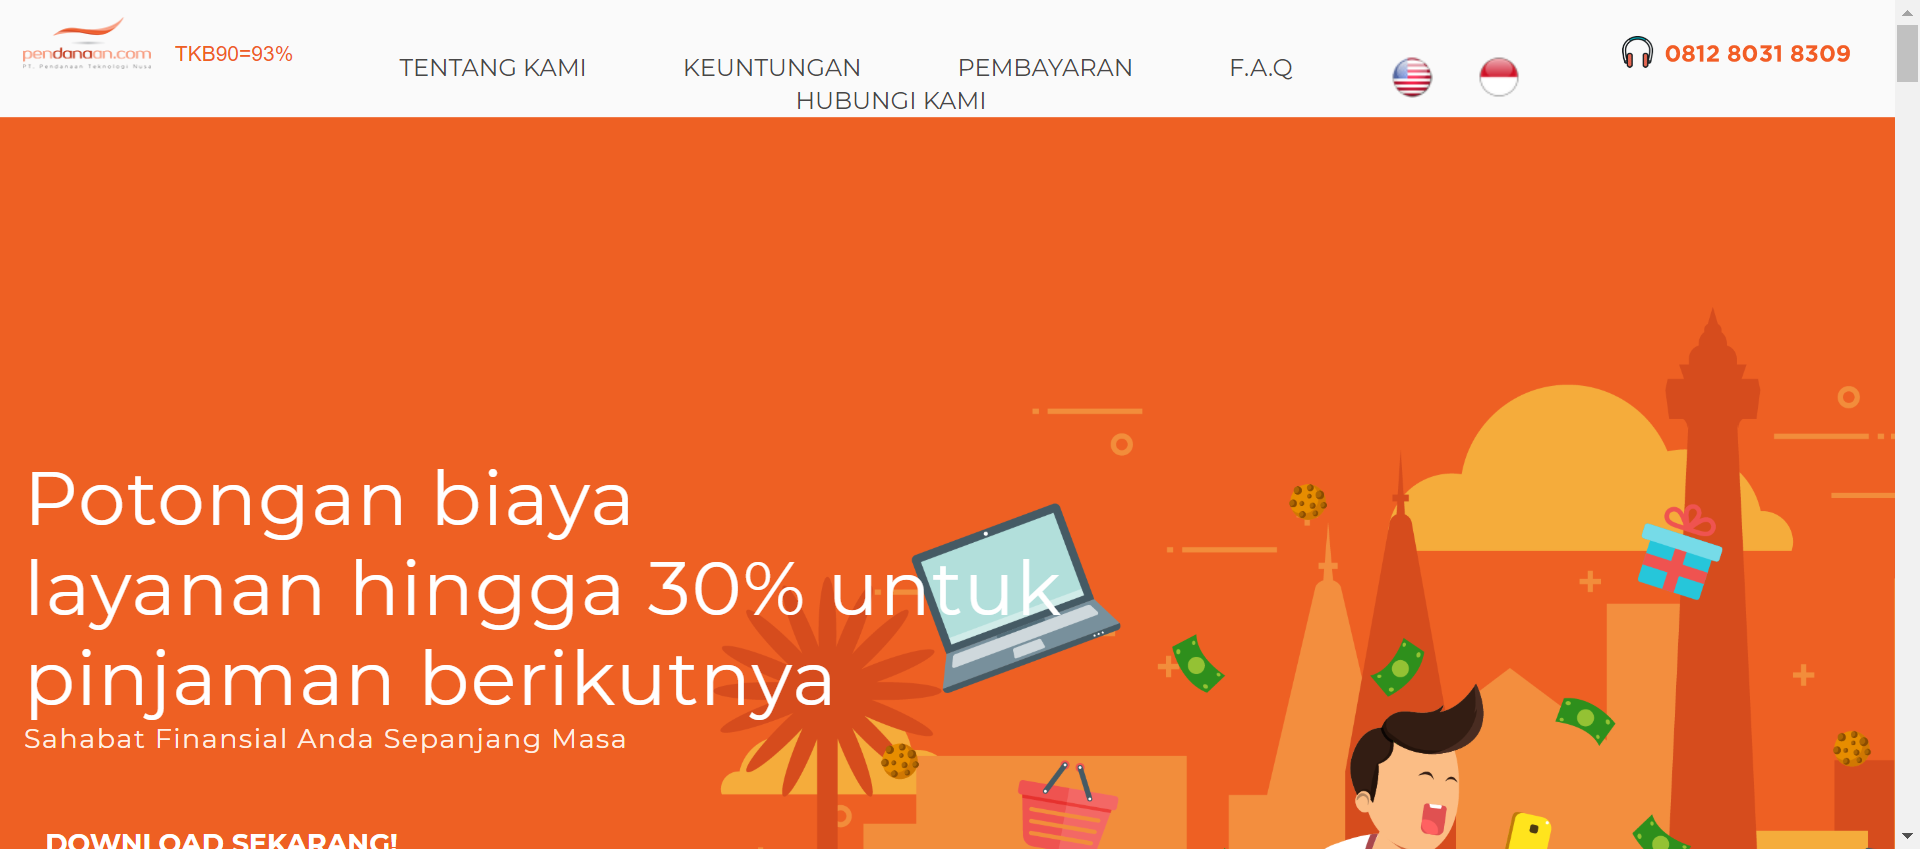 pendanaan.com
PT. Pendanaan Teknologi Nusa
TKB90=93%
TENTANG KAMI
KEUNTUNGAN
PEMBAYARAN
F.A.Q
HUBUNGI KAMI
0812 8031 8309
Potongan biaya
layanan hingga 30% untuk
pinjaman berikutnya
Sahabat Finansial Anda Sepanjang Masa
DOWNLOAD SEKARANG!